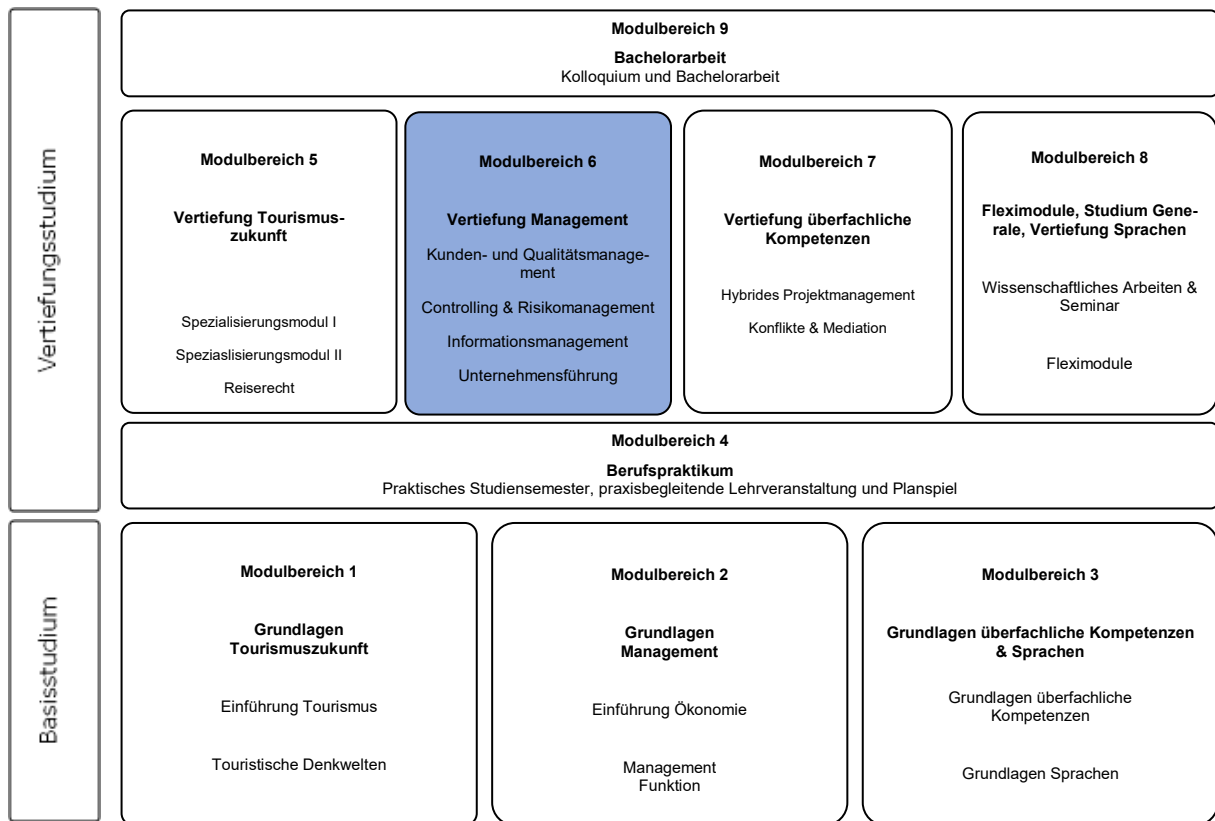 Vertiefungsstudium
Modulbereich 9
Bachelorarbeit
Kolloquium und Bachelorarbeit
Modulbereich 5
Vertiefung Tourismus-
zukunft
Spezialisierungsmodul I
Speziaslisierungsmodul II
Reiserecht
Modulbereich 6
Vertiefung Management
Kunden- und Qualitätsmanage-
ment
Controlling & Risikomanagement
Informationsmanagement
Unternehmensführung
Modulbereich 7
Vertiefung überfachliche
Kompetenzen
Hybrides Projektmanagement
Konflikte & Mediation
Modulbereich 8
Fleximodule, Studium Gene-
rale, Vertiefung Sprachen
Wissenschaftliches Arbeiten &
Seminar
Fleximodule
Modulbereich 4
Berufspraktikum
Praktisches Studiensemester, praxisbegleitende Lehrveranstaltung und Planspiel
Basisstudium
Modulbereich 1
Grundlagen
Tourismuszukunft
Einführung Tourismus
Touristische Denkwelten
Modulbereich 2
Grundlagen
Management
Einführung Ökonomie
Management
Funktion
Modulbereich 3
Grundlagen überfachliche Kompetenzen
& Sprachen
Grundlagen überfachliche
Kompetenzen
Grundlagen Sprachen